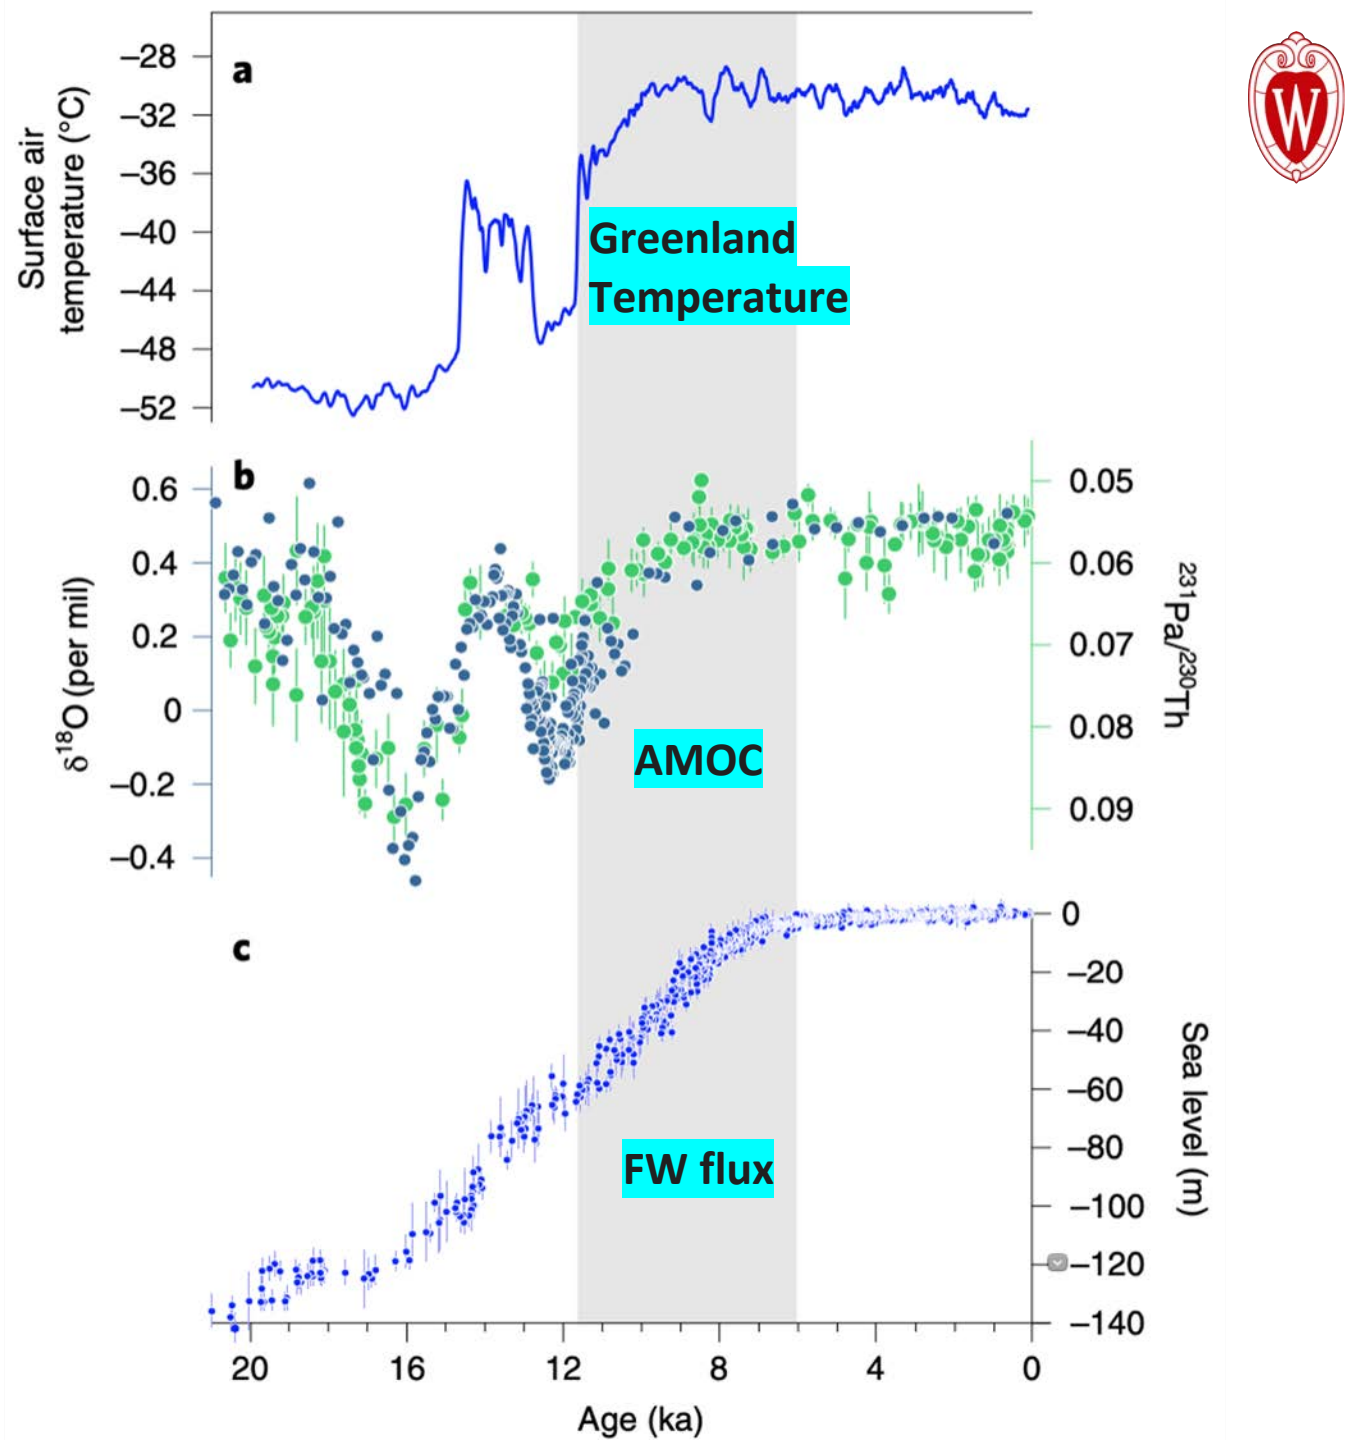 a
−28
−32
−36
−40
−44
−48
−52
Surface air
temperature (°C)
Greenland
Temperature
W
b
0.6
0.4
0.2
0
−0.2
−0.4
δ¹⁸O (per mil)
0.05
0.06
0.07
0.08
0.09
²³¹Pa/²³⁰Th
AMOC
c
0
−20
−40
−60
−80
−100
−120
−140
Sea level (m)
FW flux
20 16 12 8 4 0
Age (ka)